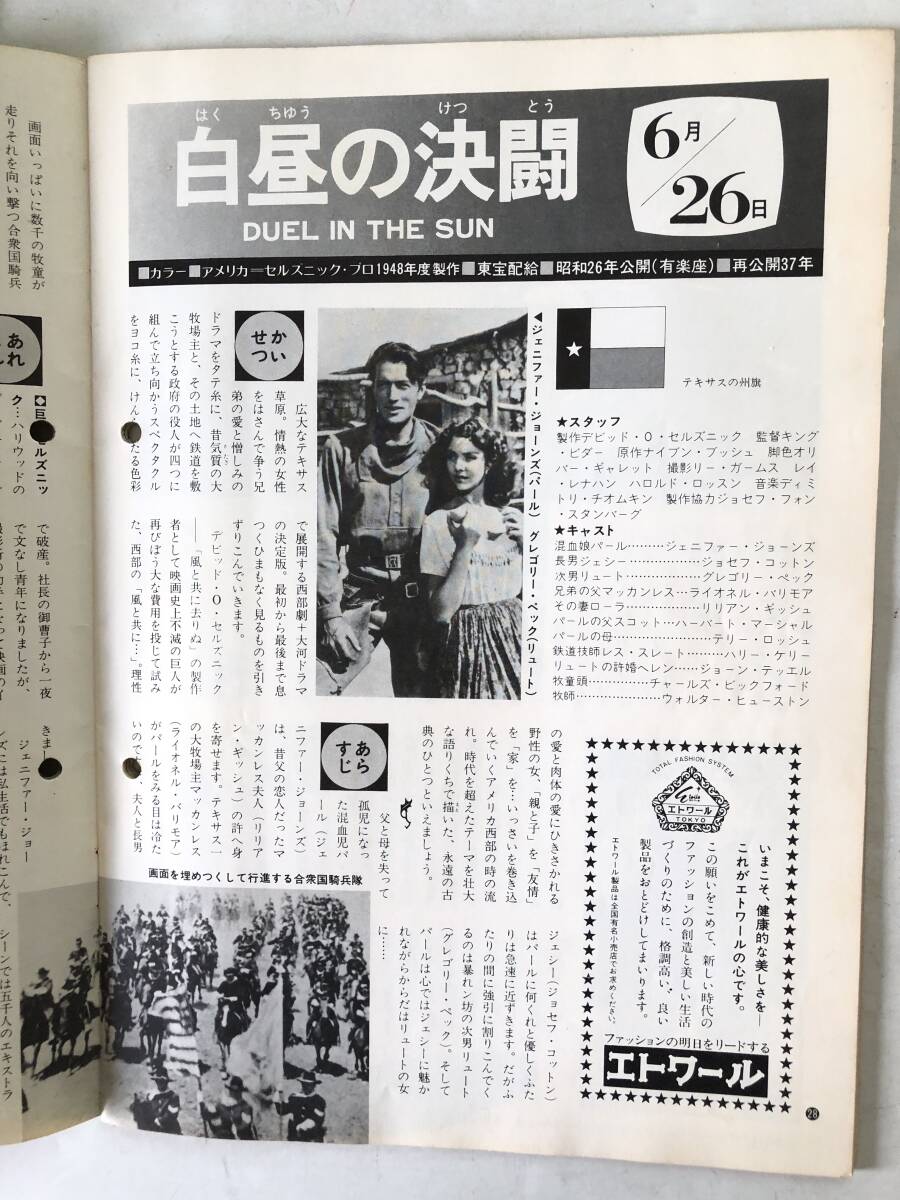 はく ちゆう けつ とう
白昼の決闘
DUEL IN THE SUN
6月
26日
■カラー■アメリカ＝セルズニック・プロ1948年度製作■東宝配給■昭和26年公開(有楽座)■再公開37年
テキサスの州旗
★スタッフ
製作デビッド・O・セルズニック　監督キング
・ビダー　原作ナイブン・ブッシュ　脚色オリ
バー・ギャレット　撮影リー・ガームス　レイ
・レナハン　ハロルド・ロッスン　音楽ディミ
トリ・チオムキン　製作協力ジョセフ・フォン
・スタンバーグ
★キャスト
混血娘パール………ジェニファー・ジョーンズ
長男ジェシー……………ジョセフ・コットン
次男リュート……………グレゴリー・ペック
兄弟の父マッカンレス…ライオネル・バリモア
その妻ローラ……………リリアン・ギッシュ
パールの父スコット…ハーバート・マーシャル
パールの母………………テリー・ロッシュ
鉄道技師レス・スレート……ハリー・ケリー
リュートの許婚ヘレン…ジョーン・テッエル
牧童頭…………チャールズ・ビックフォード
牧師………………ウォルター・ヒューストン
◀ジェニファー・ジョーンズ(パール)　グレゴリー・ペック(リュート)
かい
せつ
広大なテキサス
草原。情熱の女性
をはさんで争う兄
弟の愛と憎しみの
ドラマをタテ糸に、昔気質の大
牧場主と、その土地へ鉄道を敷
こうとする政府の役人が四つに
組んで立ち向かうスペクタクル
をヨコ糸に、けんらんたる色彩
で展開する西部劇＋大河ドラマ
の決定版。最初から最後まで息
つくひまもなく見るものを引き
ずりこんでいきます。
デビッド・O・セルズニック
――「風と共に去りぬ」の製作
者として映画史上不滅の巨人が
再びぼう大な費用を投じて試み
た、西部の「風と共に…」。理性
の愛と肉体の愛にひきさかれる
野性の女、「親と子」を「友情」
を「家」を…いっさいを巻き込
んでいくアメリカ西部の時の流
れ。時代を超えたテーマを壮大
な語りくちで描いた、永遠の古
典のひとつといえましょう。
あら
すじ
父と母を失って
孤児になっ
た混血児パ
ール(ジェ
ニファー・ジョーンズ)
は、昔父の恋人だったマ
ッカンレス夫人(リリア
ン・ギッシュ)の許へ身
を寄せます。テキサス一
の大牧場主マッカンレス
(ライオネル・バリモア)
がパールをみる目は冷た
いのですが、夫人と長男
ジェシー(ジョセフ・コットン)
はパールに何くれと優しくふた
りは急速に近ずきます。だがふ
たりの間に強引に割りこんでく
るのは暴れン坊の次男リュート
(グレゴリー・ペック)。そして
パールは心ではジェシーに魅か
れながらからだはリュートの女
に……
画面を埋めつくして行進する合衆国騎兵隊
TOTAL FASHION SYSTEM
エトワール
TOKYO
いまこそ、健康的な美しさを―
これがエトワールの心です。
この願いをこめて、新しい時代の
ファッションの創造と美しい生活
づくりのために、格調高い、良い
製品をおとどけしてまいります。
エトワール製品は全国有名小売店でお求めください。
ファッションの明日をリードする
エトワール
28
画面いっぱいに数千の牧童が
走りそれを向い撃つ合衆国騎兵
あれ
ク…ハリウッドの
で破産。社長の御曹子から一夜
で文なし青年になりましたが、
ジェニファー・ジョー
ンズには私生活でもほれこんで、
シーンでは五千人のエキストラ